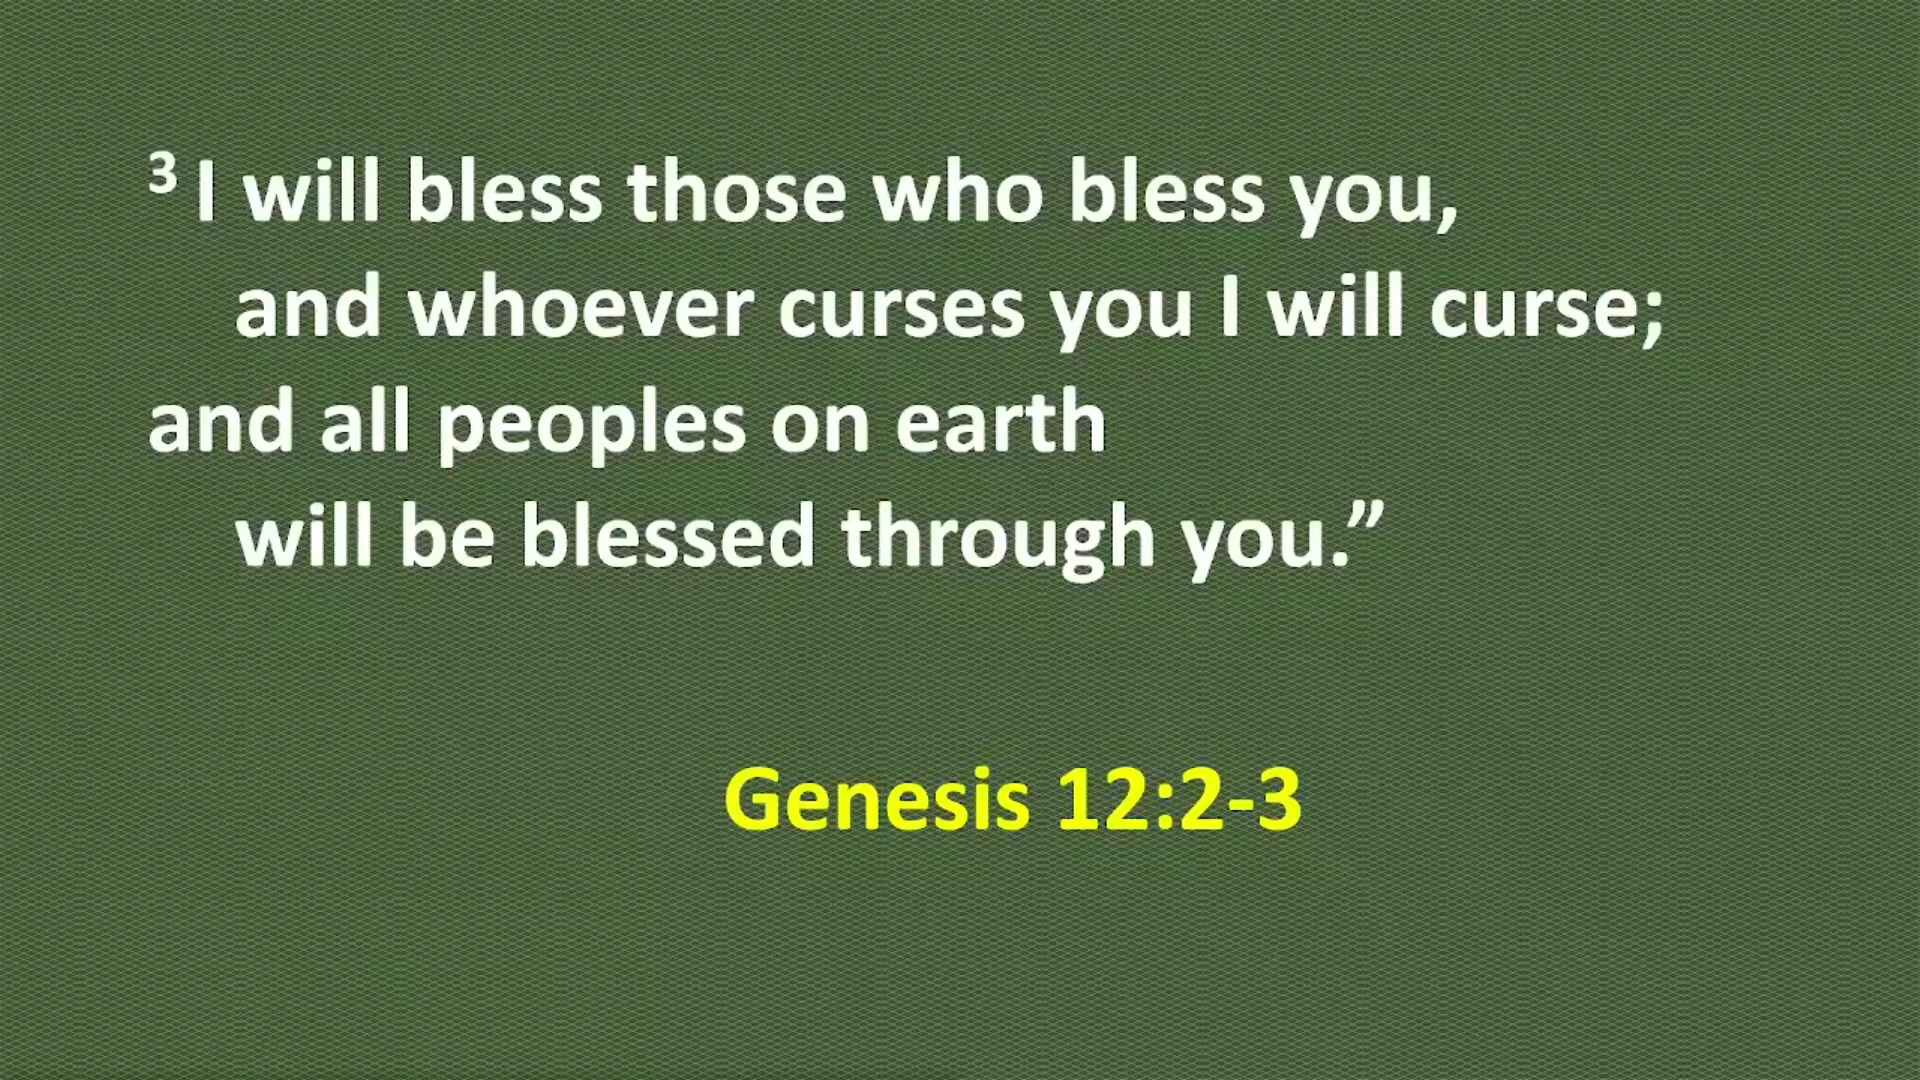 ³ I will bless those who bless you,
and whoever curses you I will curse;
and all peoples on earth
will be blessed through you.”
Genesis 12:2-3